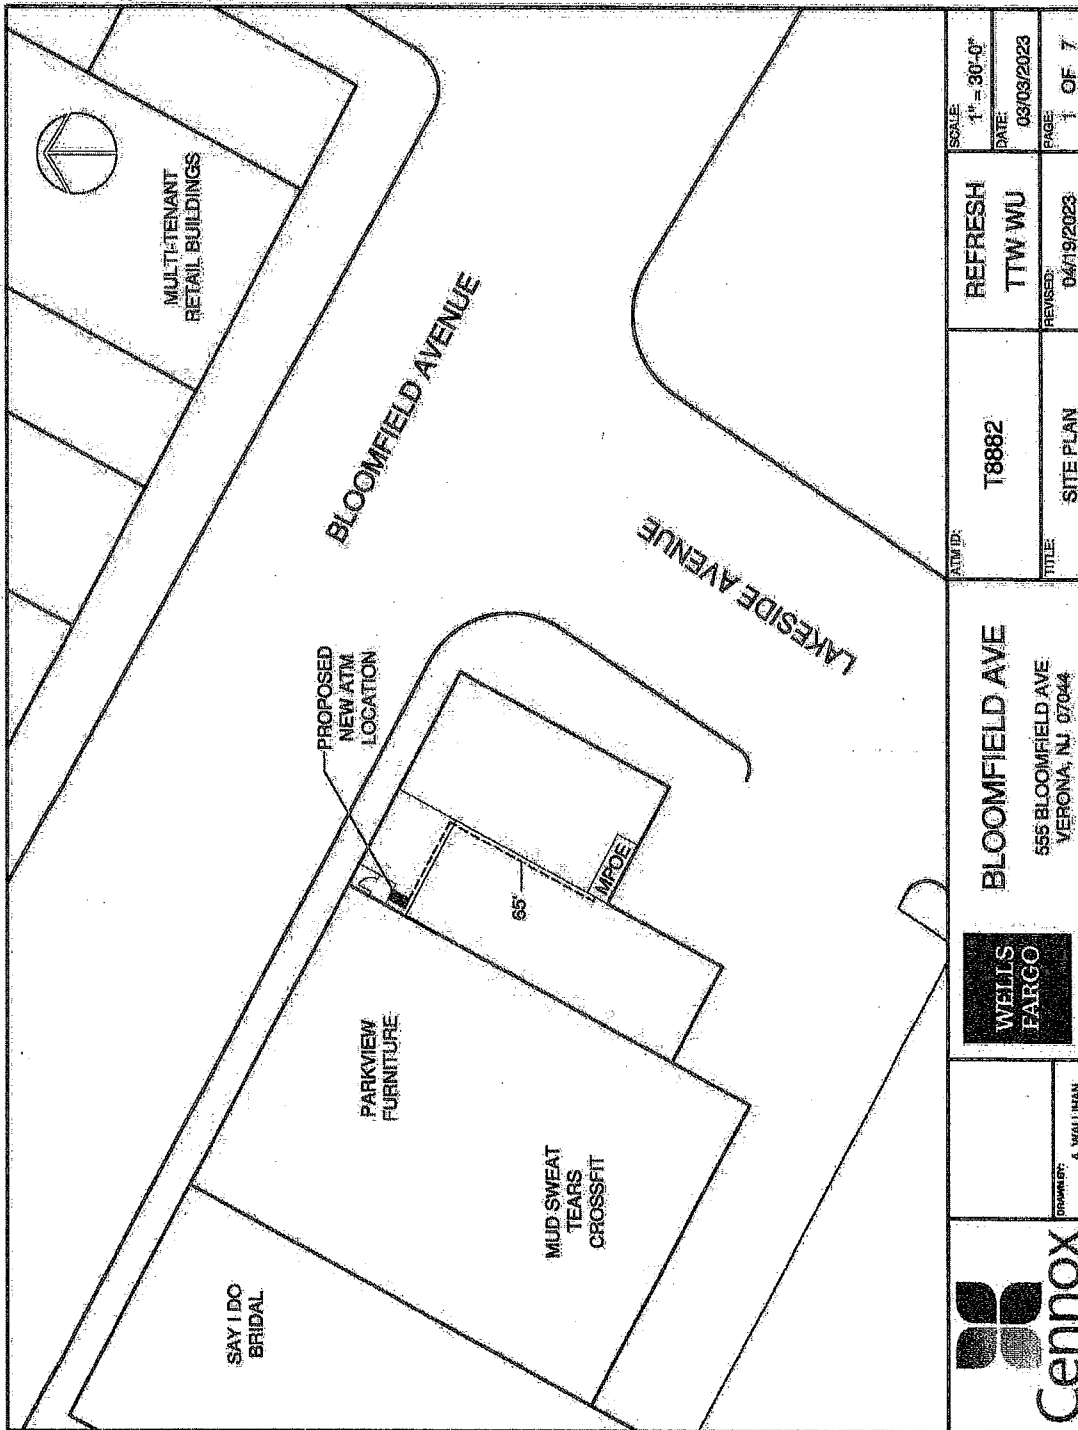 MULTI-TENANT
RETAIL BUILDINGS
BLOOMFIELD AVENUE
LAKESIDE AVENUE
PROPOSED
NEW ATM
LOCATION
65'
MPOE
PARKVIEW
FURNITURE
MUD SWEAT
TEARS
CROSSFIT
SAY I DO
BRIDAL
Cennox
DRAWN BY:
A. WALLIHAN
WELLS
FARGO
BLOOMFIELD AVE
555 BLOOMFIELD AVE
VERONA, NJ 07044
ATM ID:
T8882
TITLE:
SITE PLAN
REFRESH
TTW WU
REVISED:
04/19/2023
SCALE:
1" = 30'-0"
DATE:
03/03/2023
PAGE:
1 OF 7